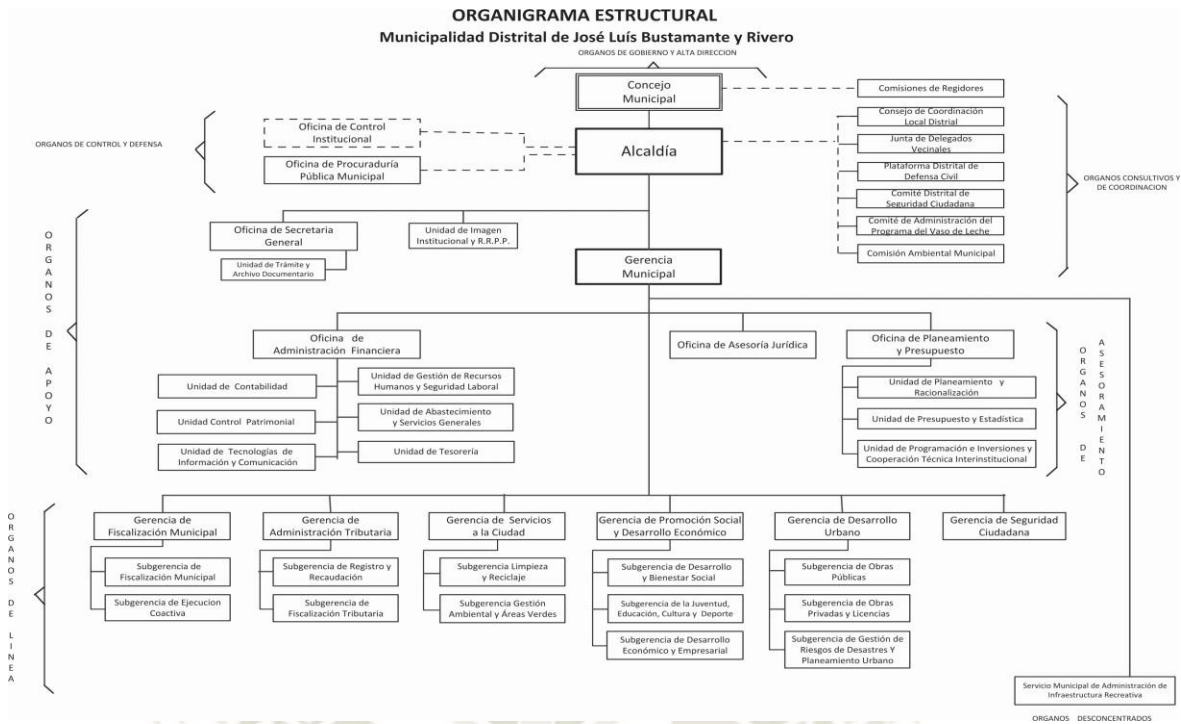 ORGANIGRAMA ESTRUCTURAL
Municipalidad Distrital de José Luís Bustamante y Rivero
ORGANOS DE GOBIERNO Y ALTA DIRECCION
Concejo
Municipal
Comisiones de Regidores
Consejo de Coordinación
Local Distrial
Oficina de Control
Institucional
ORGANOS DE CONTROL Y DEFENSA
Alcaldía
Junta de Delegados
Vecinales
Oficina de Procuraduría
Pública Municipal
Plataforma Distrital de
Defensa Civil
ORGANOS CONSULTIVOS Y
DE COORDINACION
Comité Distrital de
Seguridad Ciudadana
Comité de Administración del
Programa del Vaso de Leche
Comisión Ambiental Municipal
ORGANOS DE APOYO
Oficina de Secretaria
General
Unidad de Imagen
Institucional y R.R.P.P.
Unidad de Trámite y
Archivo Documentario
Gerencia
Municipal
Oficina de
Administración Financiera
Oficina de Asesoría Jurídica
Oficina de Planeamiento
y Presupuesto
ORGANOS DE
ASESORAMIENTO
Unidad de Contabilidad
Unidad de Gestión de Recursos
Humanos y Seguridad Laboral
Unidad Control Patrimonial
Unidad de Abastecimiento
y Servicios Generales
Unidad de Tecnologías de
Información y Comunicación
Unidad de Tesorería
Unidad de Planeamiento y
Racionalización
Unidad de Presupuesto y Estadística
Unidad de Programación e Inversiones y
Cooperación Técnica Interinstitucional
ORGANOS DE LINEA
Gerencia de
Fiscalización Municipal
Subgerencia de
Fiscalización Municipal
Subgerencia de Ejecucion
Coactiva
Gerencia de
Administración Tributaria
Subgerencia de Registro y
Recaudación
Subgerencia de
Fiscalización Tributaria
Gerencia de Servicios
a la Ciudad
Subgerencia Limpieza
y Reciclaje
Subgerencia Gestión
Ambiental y Áreas Verdes
Gerencia de Promoción Social
y Desarrollo Económico
Subgerencia de Desarrollo
y Bienestar Social
Subgerencia de la Juventud,
Educación, Cultura y Deporte
Subgerencia de Desarrollo
Económico y Empresarial
Gerencia de Desarrollo
Urbano
Subgerencia de Obras
Públicas
Subgerencia de Obras
Privadas y Licencias
Subgerencia de Gestión de
Riesgos de Desastres Y
Planeamiento Urbano
Gerencia de Seguridad
Ciudadana
Servicio Municipal de Administración de
Infraestructura Recreativa
ORGANOS DESCONCENTRADOS